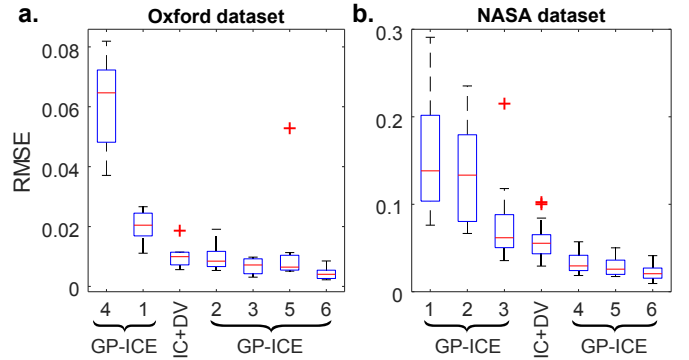 a. Oxford dataset
RMSE
0.08
0.06
0.04
0.02
0
4 1 IC+DV 2 3 5 6
GP-ICE GP-ICE
b. NASA dataset
0.3
0.2
0.1
0
1 2 3 IC+DV 4 5 6
GP-ICE GP-ICE